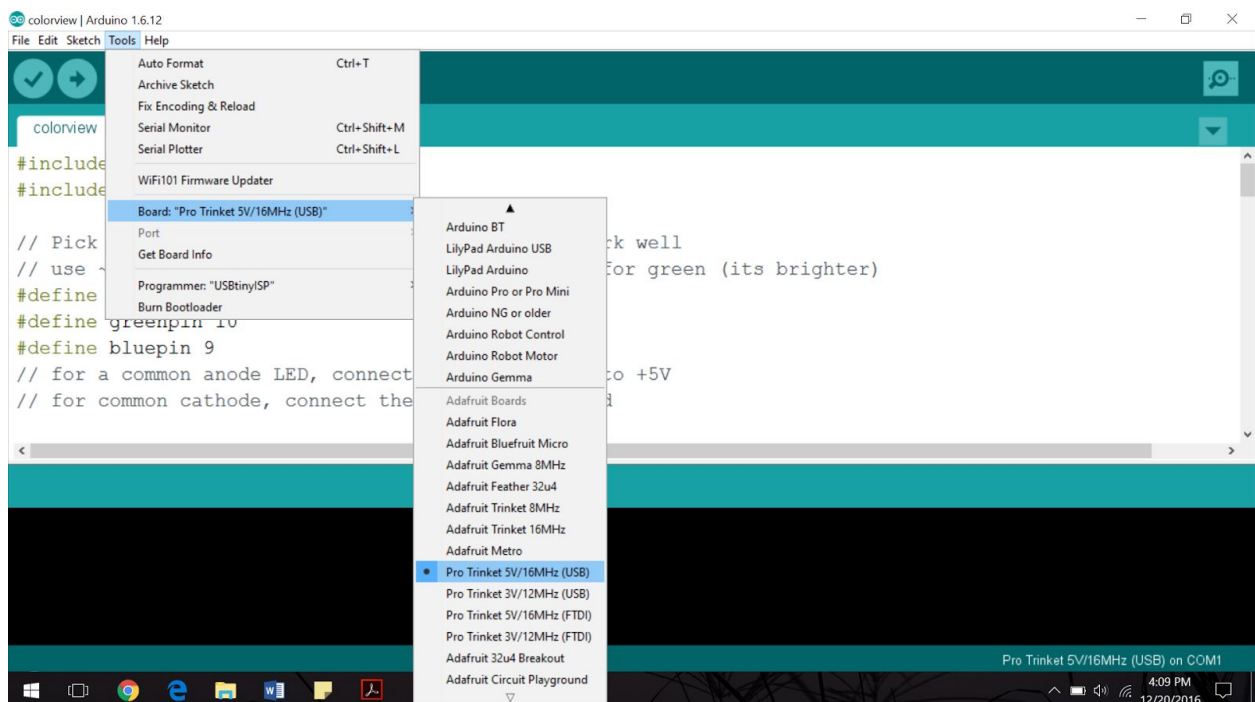 colorview | Arduino 1.6.12
File Edit Sketch Tools Help
Auto Format Ctrl+T
Archive Sketch
Fix Encoding & Reload
Serial Monitor Ctrl+Shift+M
Serial Plotter Ctrl+Shift+L
WiFi101 Firmware Updater
Board: "Pro Trinket 5V/16MHz (USB)"
Port
Get Board Info
Programmer: "USBtinyISP"
Burn Bootloader
Arduino BT
LilyPad Arduino USB
LilyPad Arduino
Arduino Pro or Pro Mini
Arduino NG or older
Arduino Robot Control
Arduino Robot Motor
Arduino Gemma
Adafruit Boards
Adafruit Flora
Adafruit Bluefruit Micro
Adafruit Gemma 8MHz
Adafruit Feather 32u4
Adafruit Trinket 8MHz
Adafruit Trinket 16MHz
Adafruit Metro
Pro Trinket 5V/16MHz (USB)
Pro Trinket 3V/12MHz (USB)
Pro Trinket 5V/16MHz (FTDI)
Pro Trinket 3V/12MHz (FTDI)
Adafruit 32u4 Breakout
Adafruit Circuit Playground
colorview
#include
#include
// Pick rk well
// use ~ for green (its brighter)
#define
#define greenpin 10
#define bluepin 9
// for a common anode LED, connect to +5V
// for common cathode, connect the
Pro Trinket 5V/16MHz (USB) on COM1
4:09 PM
12/20/2016